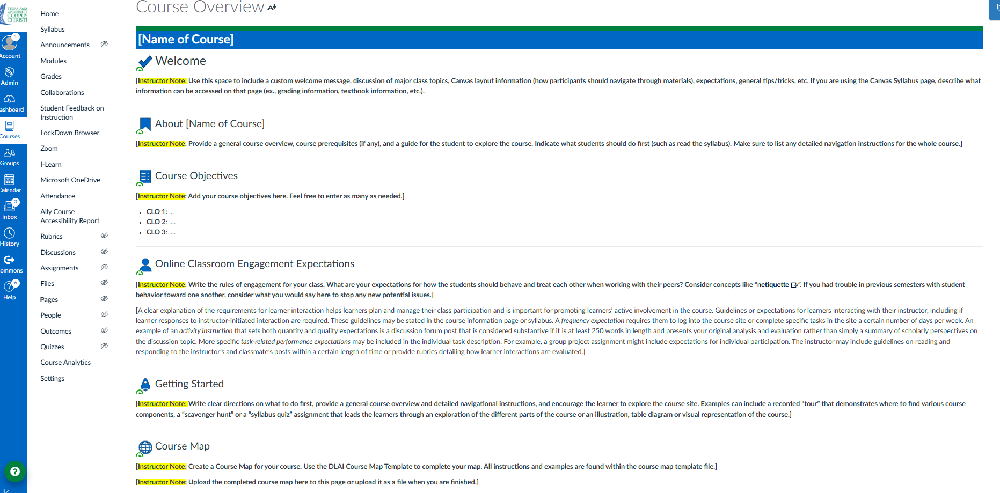 TEXAS A&M
UNIVERSITY
CORPUS
CHRISTI
1
Account
Admin
ashboard
Courses
Groups
Calendar
3
Inbox
History
ommons
6
Help
?
Home
Syllabus
Announcements
Modules
Grades
Collaborations
Student Feedback on
Instruction
LockDown Browser
Zoom
I-Learn
Microsoft OneDrive
Attendance
Ally Course
Accessibility Report
Rubrics
Discussions
Assignments
Files
Pages
People
Outcomes
Quizzes
Course Analytics
Settings
Course Overview
[Name of Course]
Welcome
[Instructor Note: Use this space to include a custom welcome message, discussion of major class topics, Canvas layout information (how participants should navigate through materials), expectations, general tips/tricks, etc. If you are using the Canvas Syllabus page, describe what
information can be accessed on that page (ex., grading information, textbook information, etc.).
About [Name of Course]
[Instructor Note: Provide a general course overview, course prerequisites (if any), and a guide for the student to explore the course. Indicate what students should do first (such as read the syllabus). Make sure to list any detailed navigation instructions for the whole course.]
Course Objectives
[Instructor Note: Add your course objectives here. Feel free to enter as many as needed.]
• CLO 1: ...
• CLO 2: ....
• CLO 3: ....
Online Classroom Engagement Expectations
[Instructor Note: Write the rules of engagement for your class. What are your expectations for how the students should behave and treat each other when working with their peers? Consider concepts like “netiquette”. If you had trouble in previous semesters with student
behavior toward one another, consider what you would say here to stop any new potential issues.]
[A clear explanation of the requirements for learner interaction helps learners plan and manage their class participation and is important for promoting learners’ active involvement in the course. Guidelines or expectations for learners interacting with their instructor, including if
learner responses to instructor-initiated interaction are required. These guidelines may be stated in the course information page or syllabus. A frequency expectation requires them to log into the course site or complete specific tasks in the site a certain number of days per week. An
example of an activity instruction that sets both quantity and quality expectations is a discussion forum post that is considered substantive if it is at least 250 words in length and presents your original analysis and evaluation rather than simply a summary of scholarly perspectives on
the discussion topic. More specific task-related performance expectations may be included in the individual task description. For example, a group project assignment might include expectations for individual participation. The instructor may include guidelines on reading and
responding to the instructor’s and classmate’s posts within a certain length of time or provide rubrics detailing how learner interactions are evaluated.]
Getting Started
[Instructor Note: Write clear directions on what to do first, provide a general course overview and detailed navigational instructions, and encourage the learner to explore the course site. Examples can include a recorded “tour” that demonstrates where to find various course
components, a “scavenger hunt” or a “syllabus quiz” assignment that leads the learners through an exploration of the different parts of the course or an illustration, table diagram or visual representation of the course.]
Course Map
[Instructor Note: Create a Course Map for your course. Use the DLAI Course Map Template to complete your map. All instructions and examples are found within the course map template file.]
[Instructor Note: Upload the completed course map here to this page or upload it as a file when you are finished.]